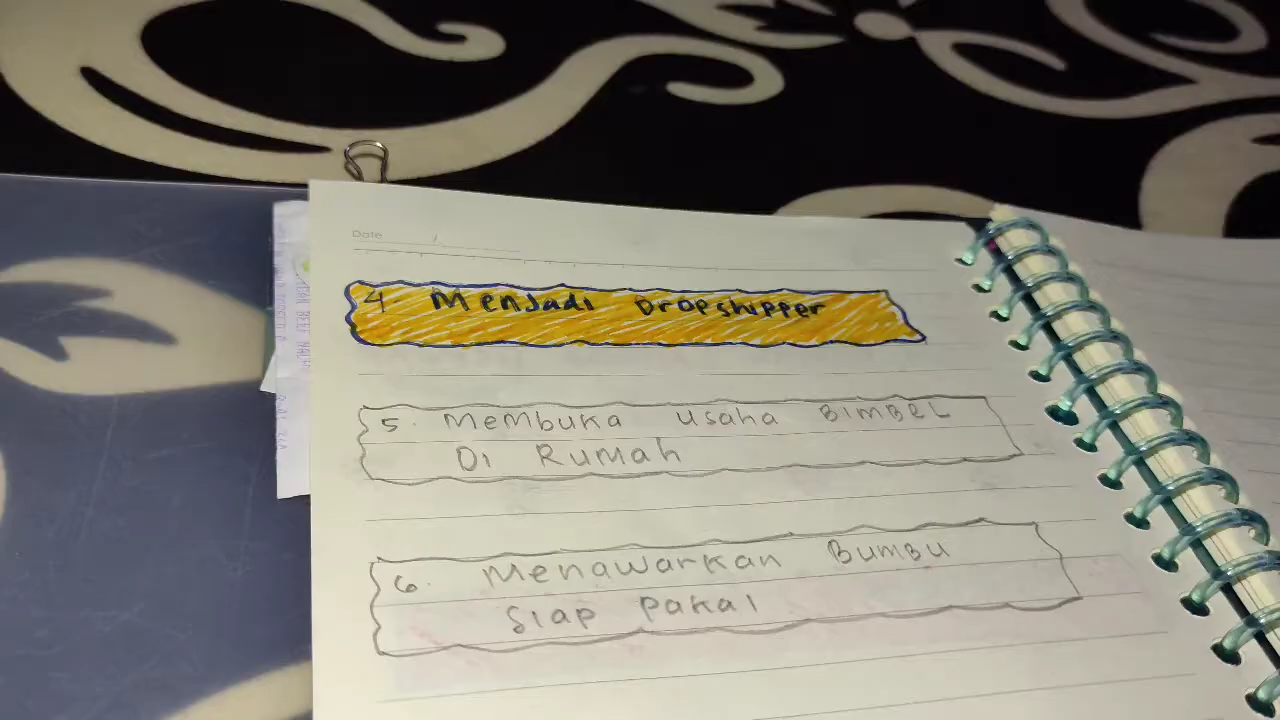 Date
4. Menjadi Dropshipper
5. Membuka usaha BIMBEL
Di Rumah
6. Menawarkan Bumbu
Siap pakai